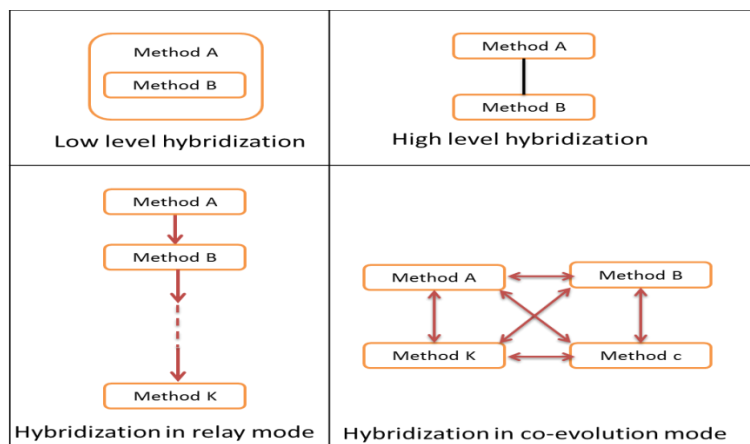 Method A
Method B
Low level hybridization
Method A
Method B
High level hybridization
Method A
Method B
Method K
Hybridization in relay mode
Method A
Method B
Method K
Method c
Hybridization in co-evolution mode